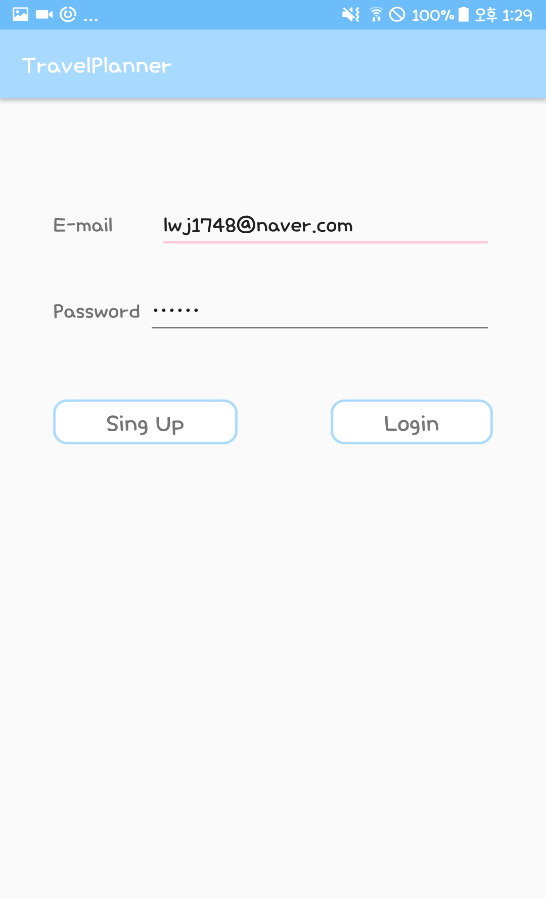 ... 100% 오후 1:29
TravelPlanner
E-mail lwj1748@naver.com
Password ······
Sing Up Login